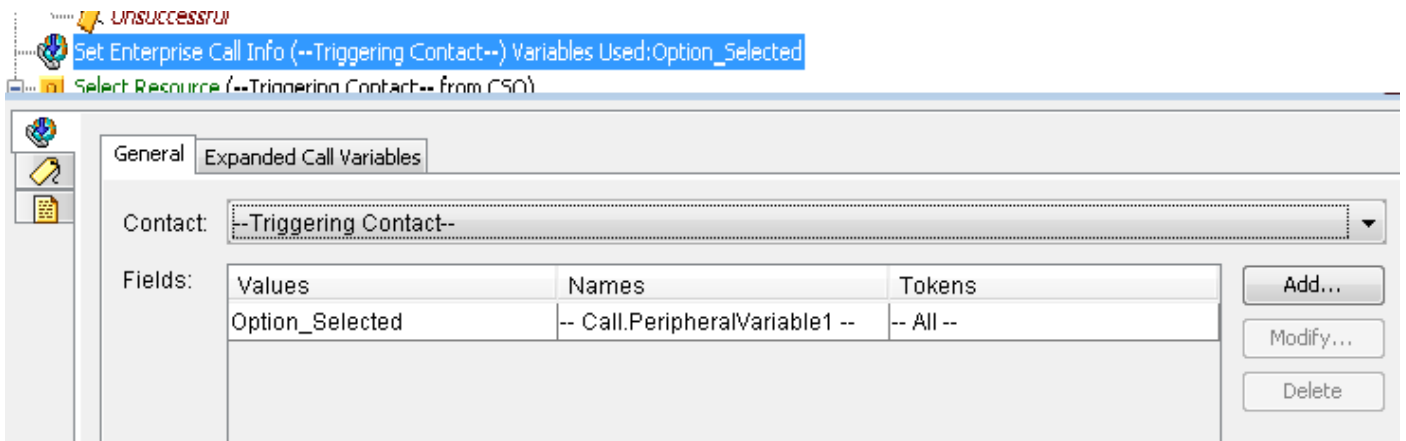 Unsuccessful
Set Enterprise Call Info (--Triggering Contact--) Variables Used:Option_Selected
Select Resource (--Triggering Contact-- from CSQ)
General Expanded Call Variables
Contact: --Triggering Contact--
Fields: Values Names Tokens Add...
Option_Selected -- Call.PeripheralVariable1 -- -- All --
Modify...
Delete